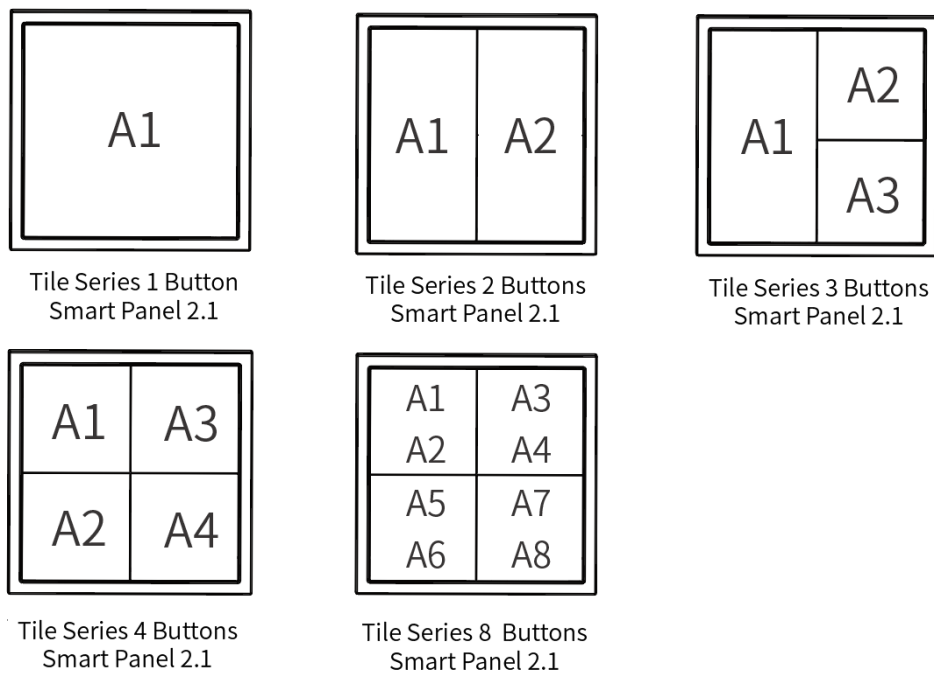 A1
Tile Series 1 Button
Smart Panel 2.1
A1 A2
Tile Series 2 Buttons
Smart Panel 2.1
A1
A2
A3
Tile Series 3 Buttons
Smart Panel 2.1
A1 A3
A2 A4
Tile Series 4 Buttons
Smart Panel 2.1
A1 A3
A2 A4
A5 A7
A6 A8
Tile Series 8 Buttons
Smart Panel 2.1